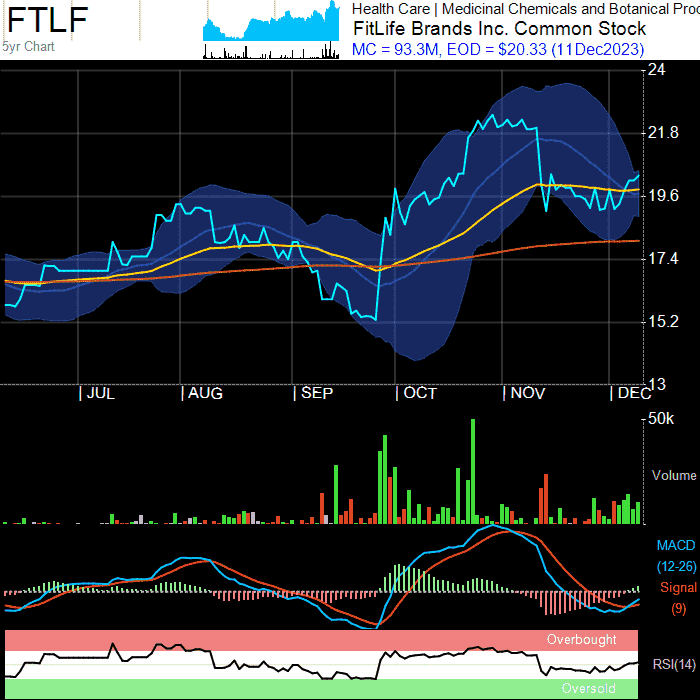 FTLF
5yr Chart
Health Care | Medicinal Chemicals and Botanical Proc
FitLife Brands Inc. Common Stock
MC = 93.3M, EOD = $20.33 (11Dec2023)
24
21.8
19.6
17.4
15.2
13
| JUL | AUG | SEP | OCT | NOV | DEC
50k
Volume
MACD
(12-26)
Signal
(9)
Overbought
RSI(14)
Oversold